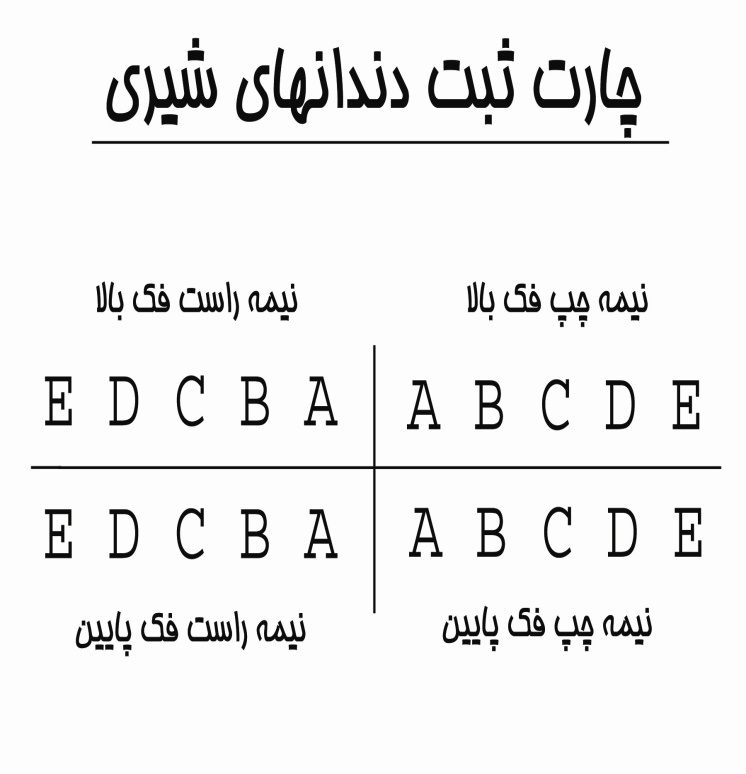 چارت ثبت دندانهای شیری
نیمه راست فک بالا
نیمه چپ فک بالا
E D C B A
A B C D E
E D C B A
A B C D E
نیمه راست فک پایین
نیمه چپ فک پایین